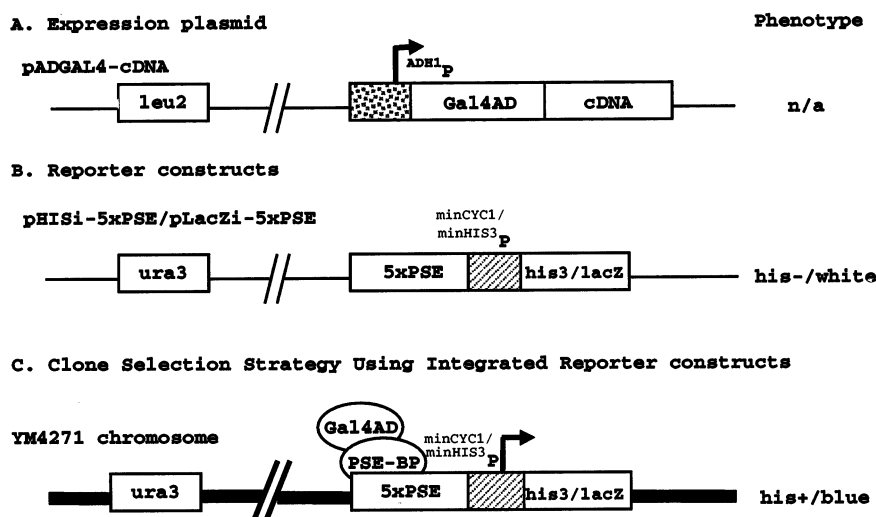 A. Expression plasmid
Phenotype
pADGAL4-cDNA
ADH1P
leu2
Gal4AD
cDNA
n/a
B. Reporter constructs
pHISi-5xPSE/pLacZi-5xPSE
minCYC1/
minHIS3P
ura3
5xPSE
his3/lacZ
his-/white
C. Clone Selection Strategy Using Integrated Reporter constructs
Gal4AD
YM4271 chromosome
minCYC1/
minHIS3P
PSE-BP
ura3
5xPSE
his3/lacZ
his+/blue